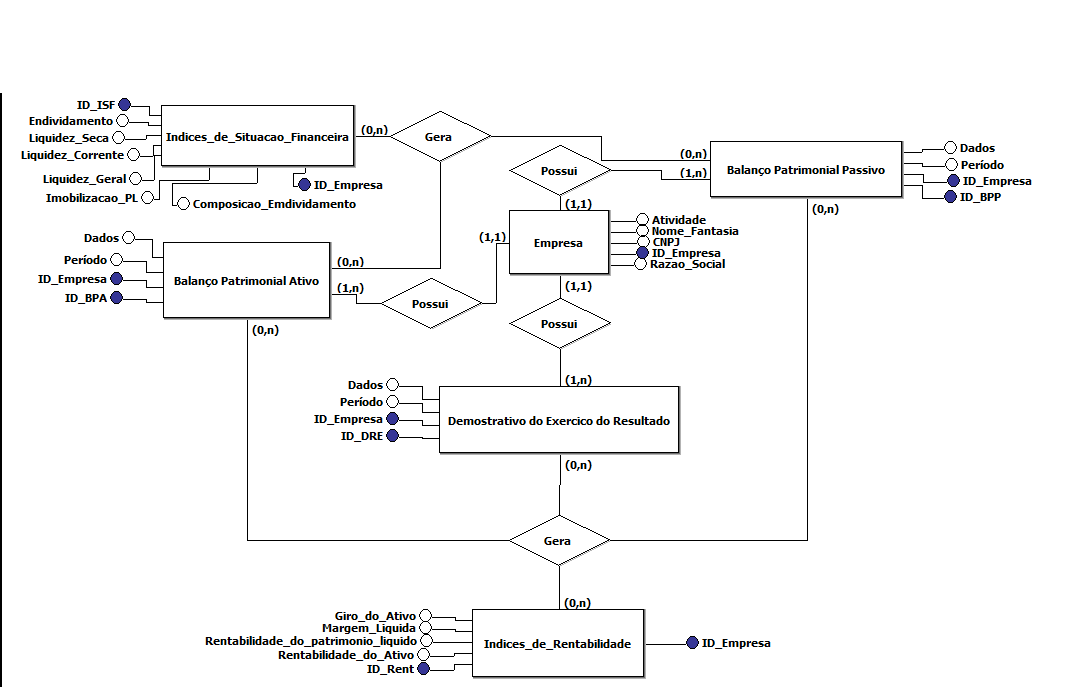 ID_ISF
Endividamento
Liquidez_Seca
Liquidez_Corrente
Liquidez_Geral
Imobilizacao_PL
Indices_de_Situacao_Financeira
ID_Empresa
Composicao_Emdividamento
(0,n)
Gera
(0,n)
Possui
(1,n)
(1,1)
Balanço Patrimonial Passivo
Dados
Período
ID_Empresa
ID_BPP
(0,n)
Empresa
Atividade
Nome_Fantasia
CNPJ
ID_Empresa
Razao_Social
(1,1)
(1,1)
Dados
Período
ID_Empresa
ID_BPA
Balanço Patrimonial Ativo
(0,n)
(1,n)
(0,n)
Possui
Possui
(1,n)
Dados
Período
ID_Empresa
ID_DRE
Demostrativo do Exercico do Resultado
(0,n)
Gera
(0,n)
Giro_do_Ativo
Margem_Liquida
Rentabilidade_do_patrimonio_liquido
Rentabilidade_do_Ativo
ID_Rent
Indices_de_Rentabilidade
ID_Empresa